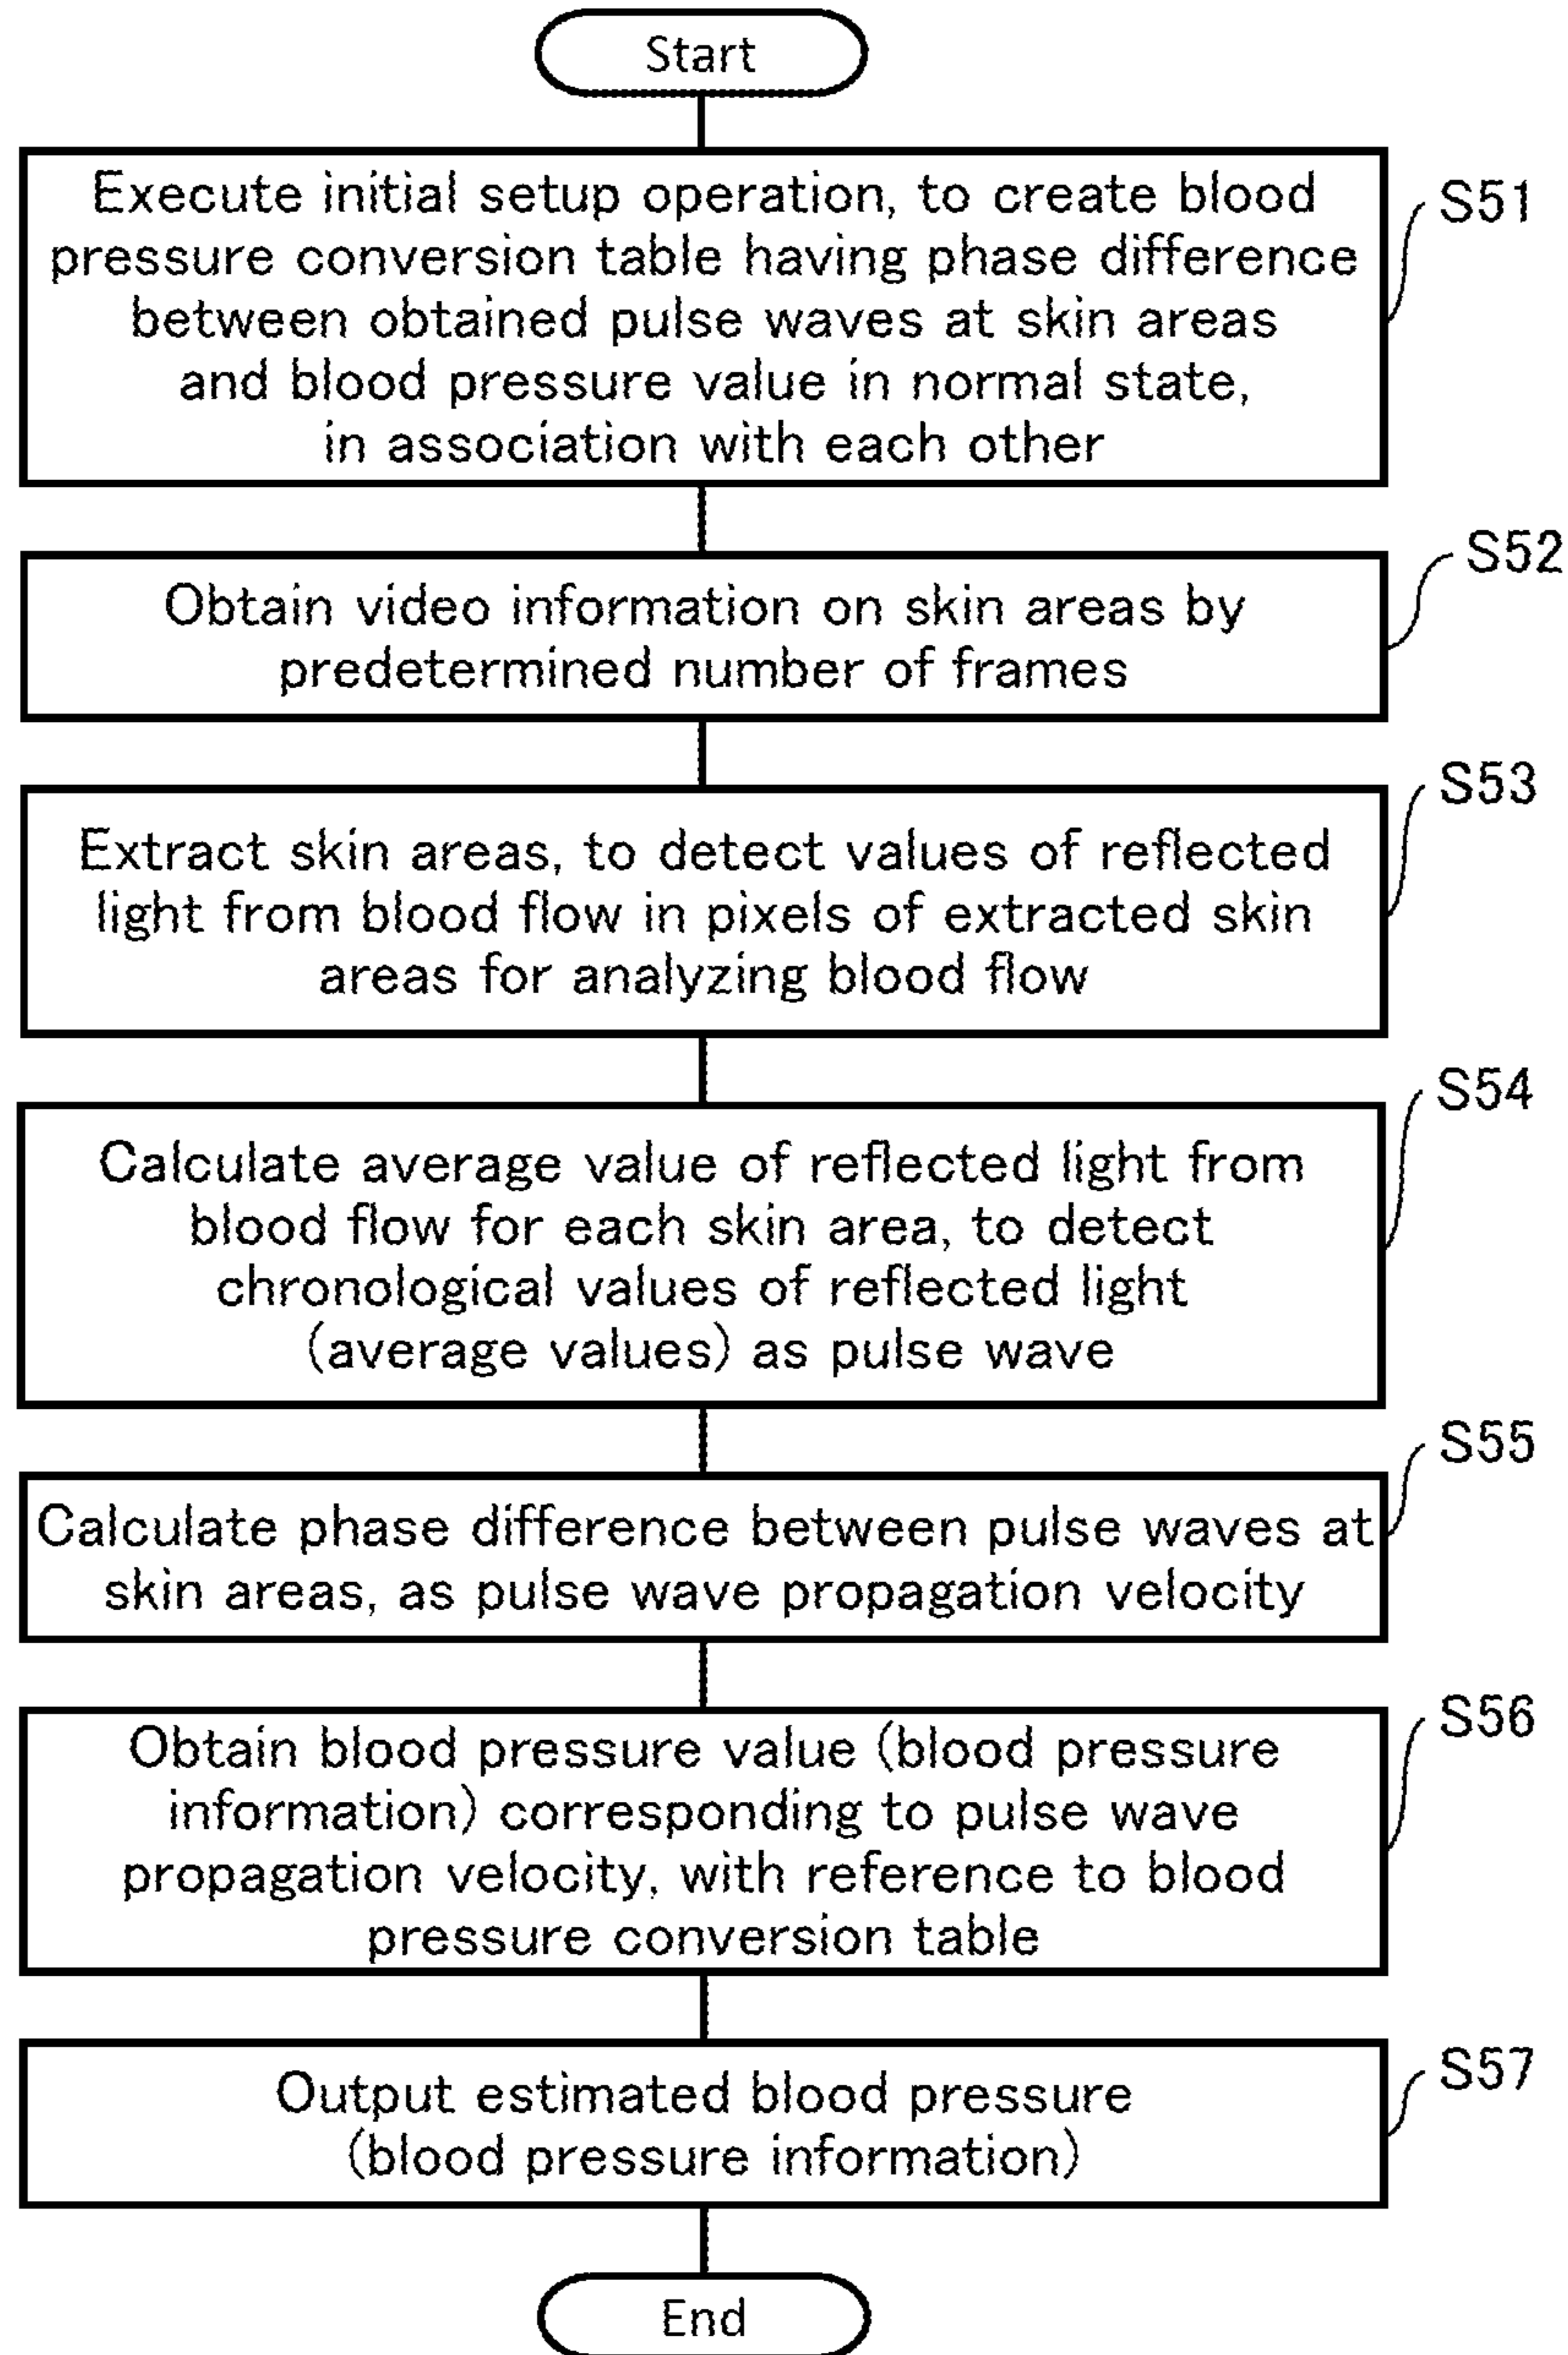 Start
Execute initial setup operation, to create blood
pressure conversion table having phase difference
between obtained pulse waves at skin areas
and blood pressure value in normal state,
in association with each other
S51
Obtain video information on skin areas by
predetermined number of frames
S52
Extract skin areas, to detect values of reflected
light from blood flow in pixels of extracted skin
areas for analyzing blood flow
S53
Calculate average value of reflected light from
blood flow for each skin area, to detect
chronological values of reflected light
(average values) as pulse wave
S54
Calculate phase difference between pulse waves at
skin areas, as pulse wave propagation velocity
S55
Obtain blood pressure value (blood pressure
information) corresponding to pulse wave
propagation velocity, with reference to blood
pressure conversion table
S56
Output estimated blood pressure
(blood pressure information)
S57
End